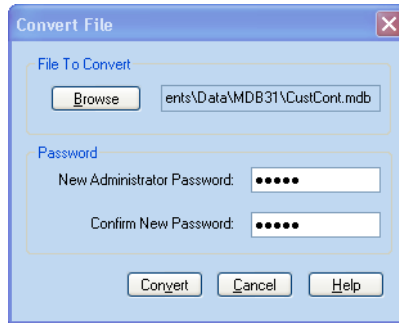 Convert File
File To Convert
Browse ents\Data\MDB31\CustCont.mdb
Password
New Administrator Password: •••••
Confirm New Password: •••••
Convert Cancel Help